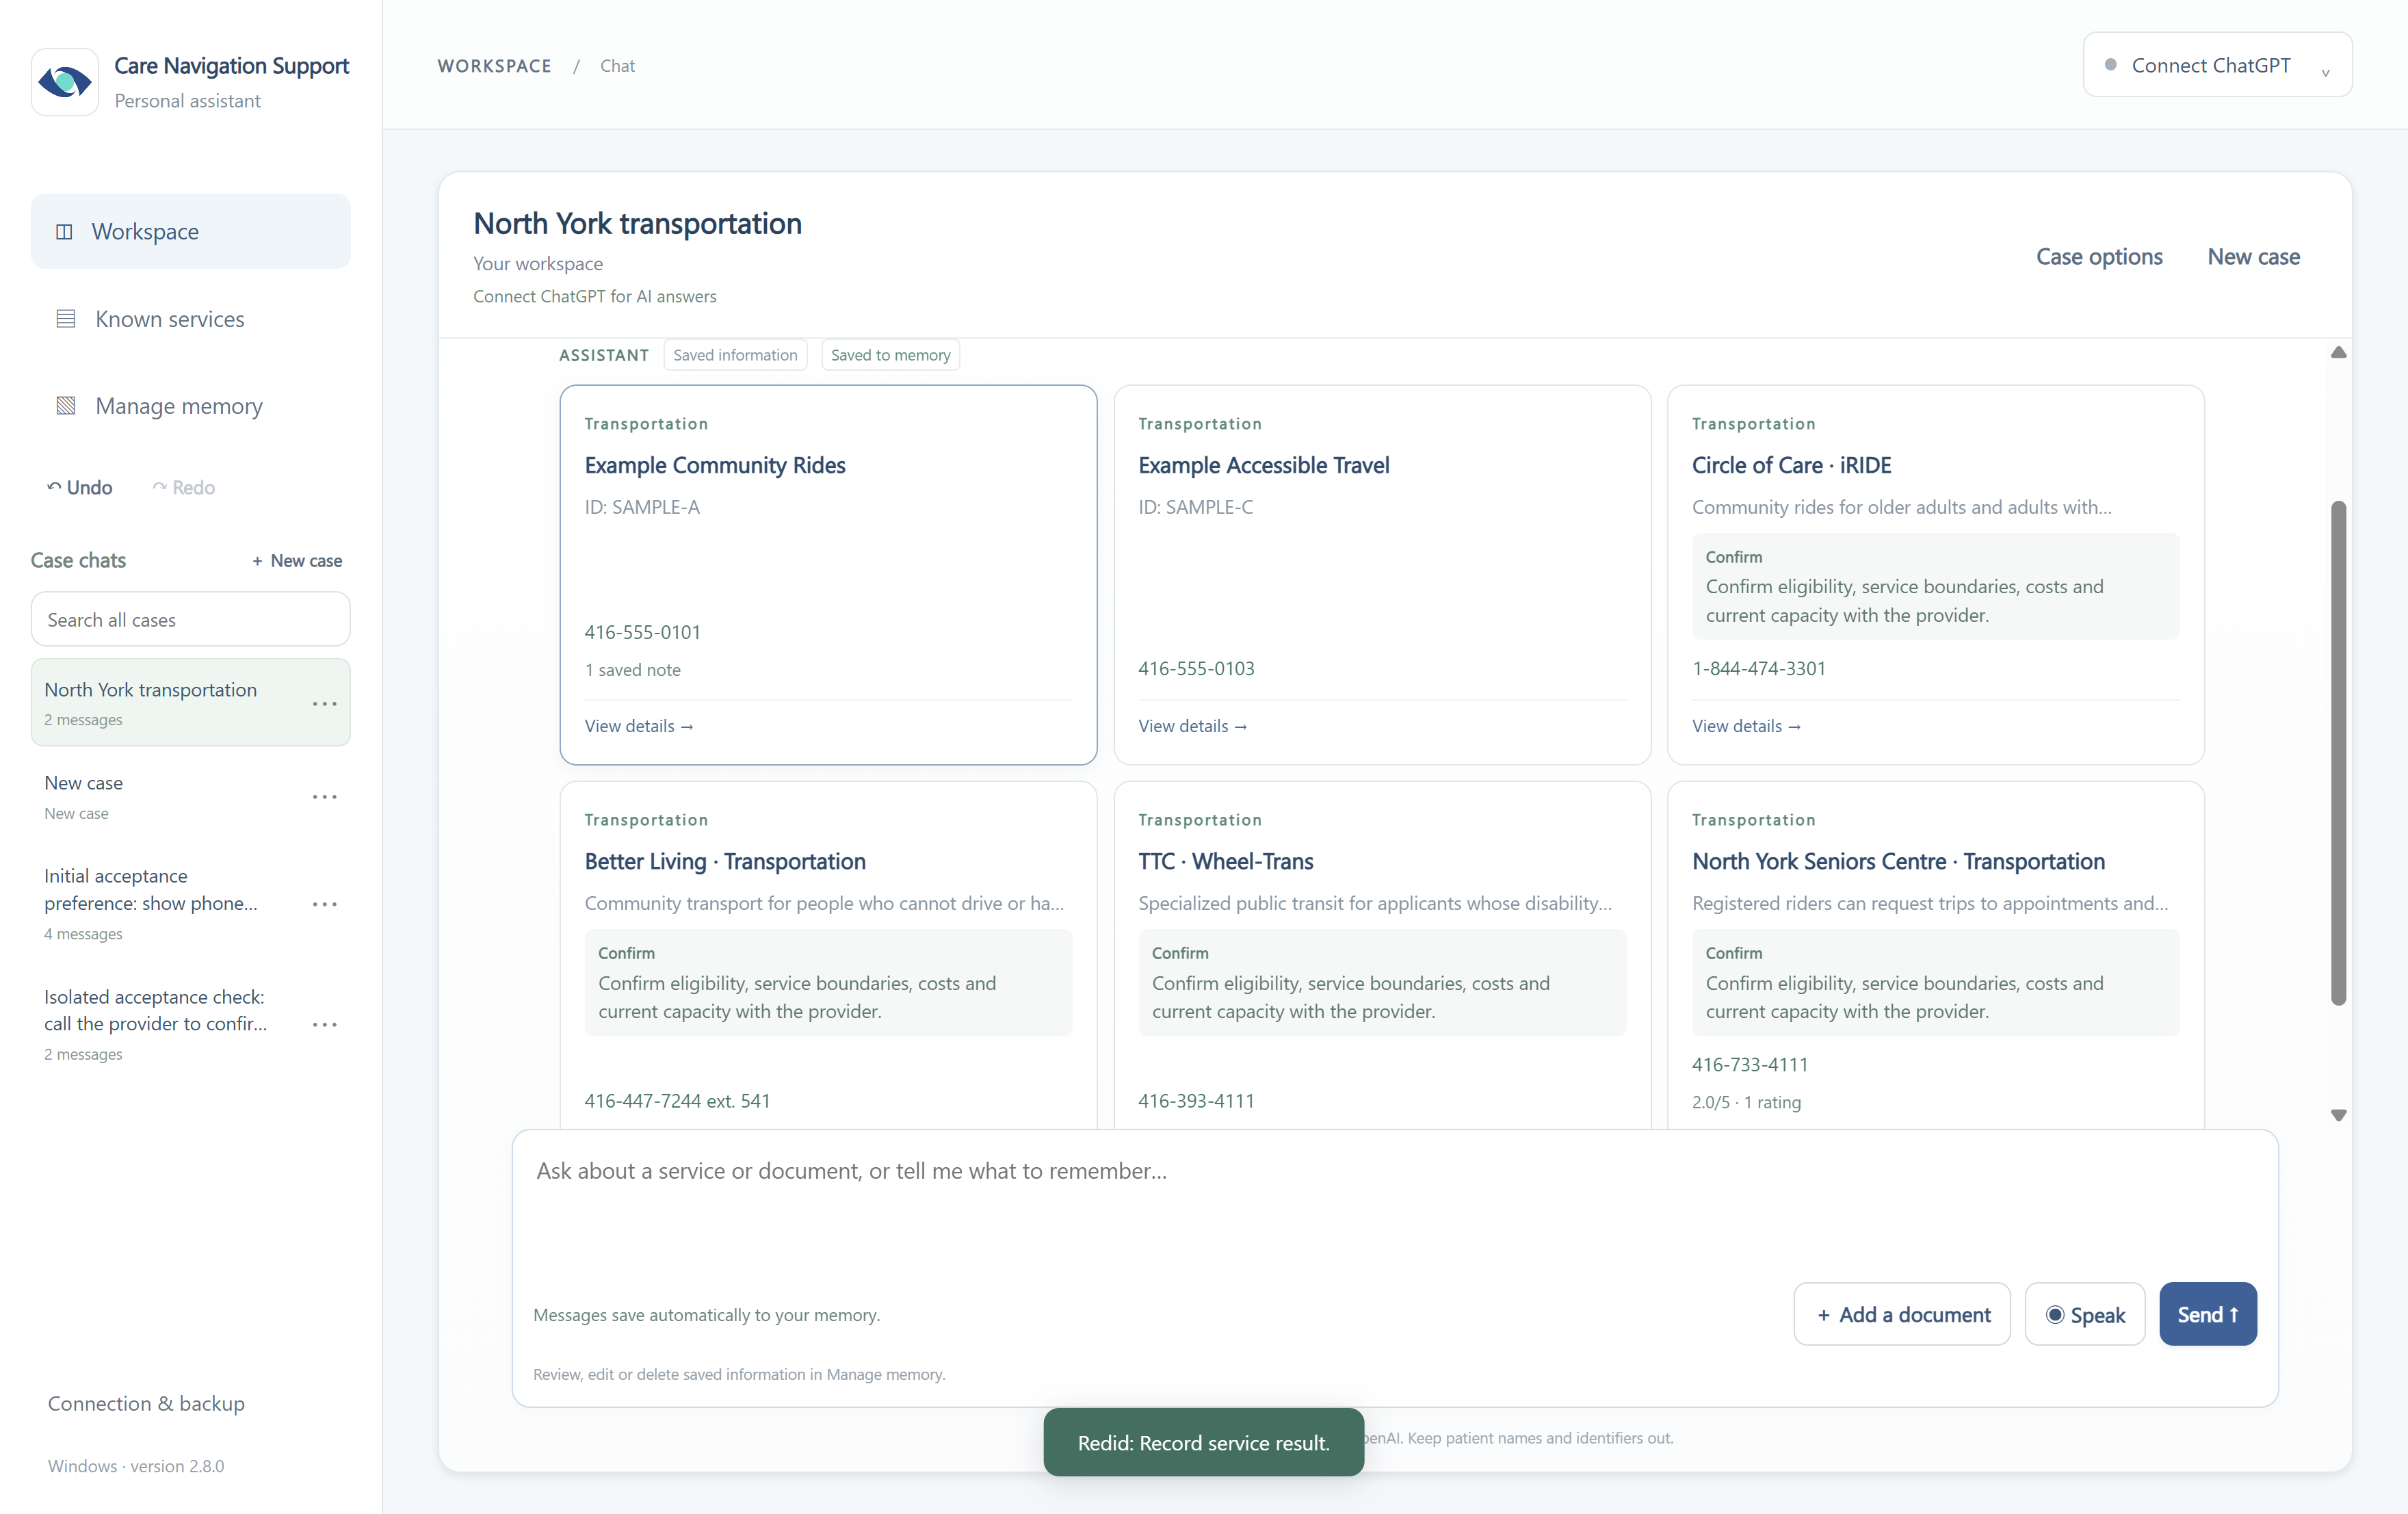 Care Navigation Support
Personal assistant
Workspace
Known services
Manage memory
↶ Undo
↷ Redo
Case chats
+ New case
Search all cases
North York transportation
2 messages
New case
New case
Initial acceptance
preference: show phone...
4 messages
Isolated acceptance check:
call the provider to confir...
2 messages
Connection & backup
Windows · version 2.8.0
WORKSPACE / Chat
Connect ChatGPT
North York transportation
Your workspace
Connect ChatGPT for AI answers
Case options
New case
ASSISTANT
Saved information
Saved to memory
Transportation
Example Community Rides
ID: SAMPLE-A
416-555-0101
1 saved note
View details →
Transportation
Example Accessible Travel
ID: SAMPLE-C
416-555-0103
View details →
Transportation
Circle of Care · iRIDE
Community rides for older adults and adults with...
Confirm
Confirm eligibility, service boundaries, costs and
current capacity with the provider.
1-844-474-3301
View details →
Transportation
Better Living · Transportation
Community transport for people who cannot drive or ha...
Confirm
Confirm eligibility, service boundaries, costs and
current capacity with the provider.
416-447-7244 ext. 541
Transportation
TTC · Wheel-Trans
Specialized public transit for applicants whose disability...
Confirm
Confirm eligibility, service boundaries, costs and
current capacity with the provider.
416-393-4111
Transportation
North York Seniors Centre · Transportation
Registered riders can request trips to appointments and...
Confirm
Confirm eligibility, service boundaries, costs and
current capacity with the provider.
416-733-4111
2.0/5 · 1 rating
Ask about a service or document, or tell me what to remember...
Messages save automatically to your memory.
Review, edit or delete saved information in Manage memory.
+ Add a document
Speak
Send ↑
Redid: Record service result.
Keep patient names and identifiers out.